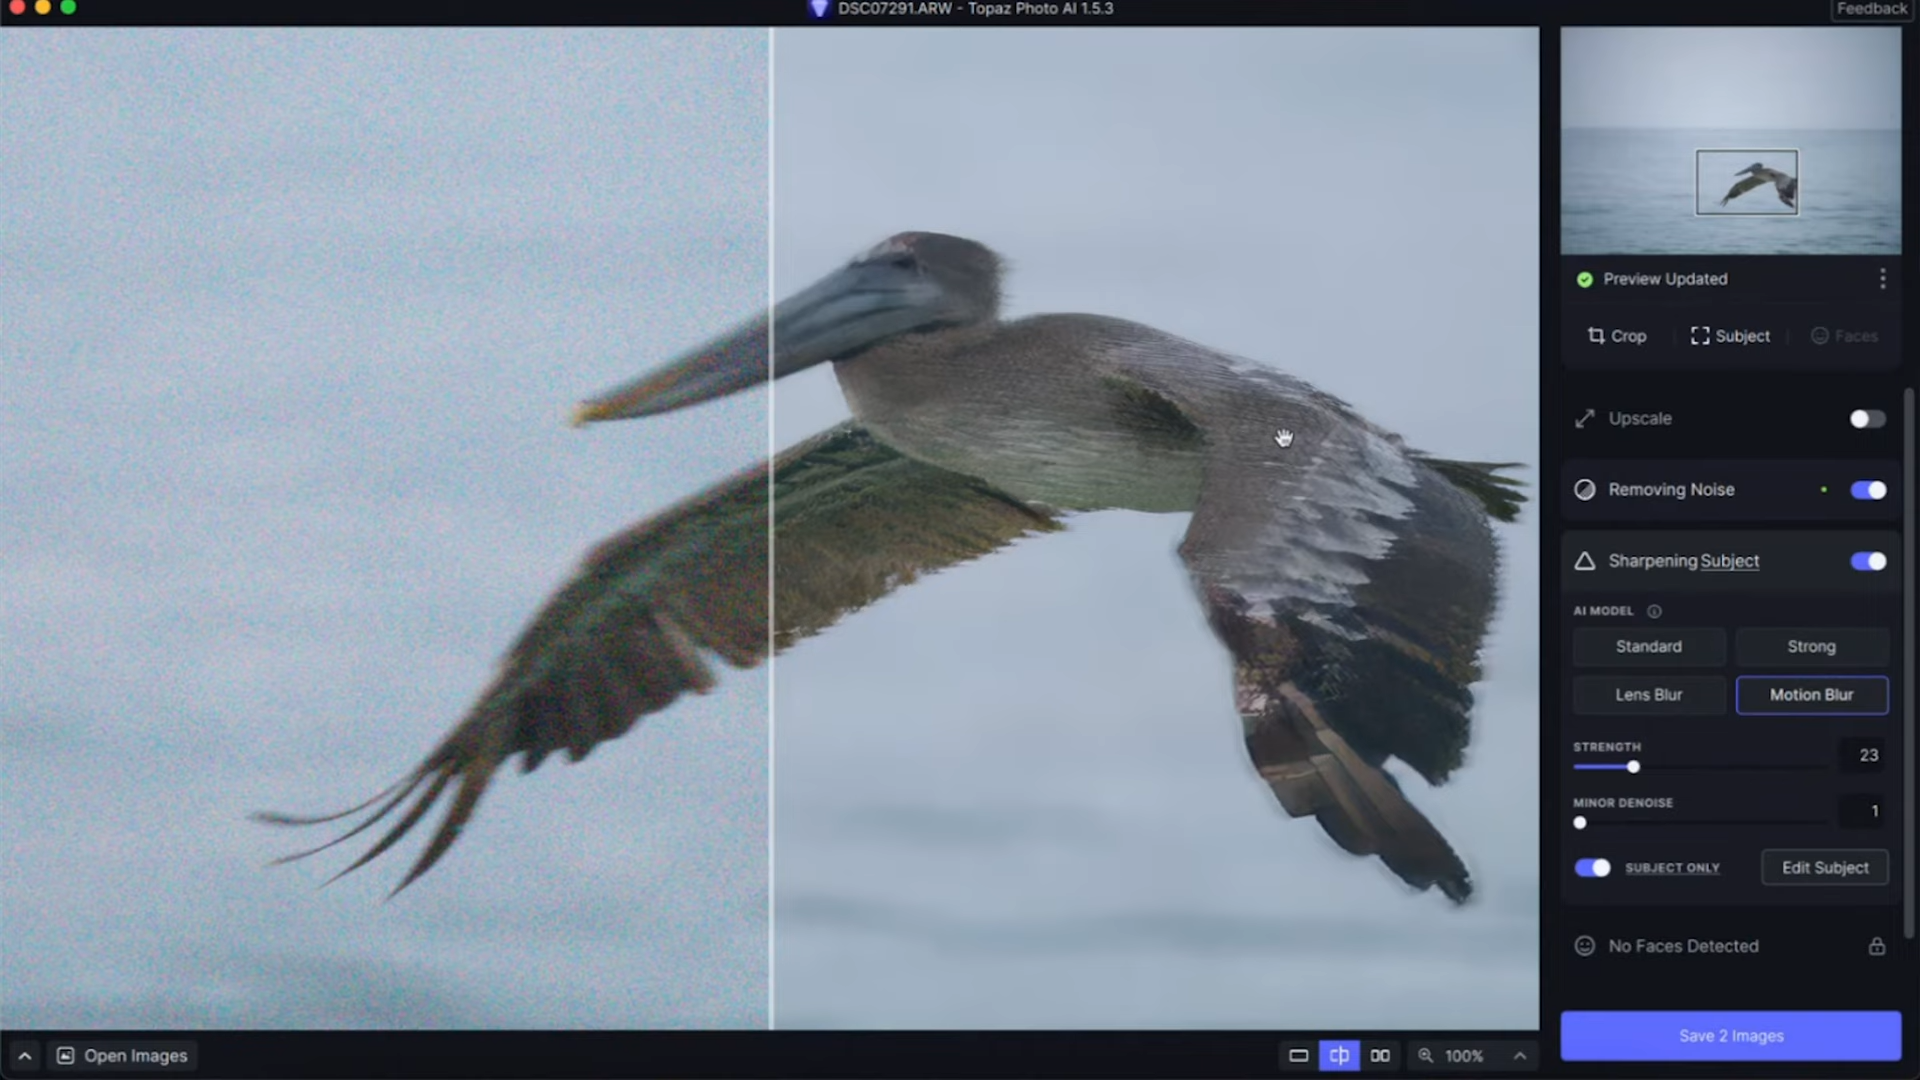 DSC07291.ARW - Topaz Photo AI 1.5.3
Feedback
Preview Updated
Crop
Subject
Faces
Upscale
Removing Noise
Sharpening Subject
AI MODEL
Standard
Strong
Lens Blur
Motion Blur
STRENGTH
23
MINOR DENOISE
1
SUBJECT ONLY
Edit Subject
No Faces Detected
Save 2 Images
Open Images
100%